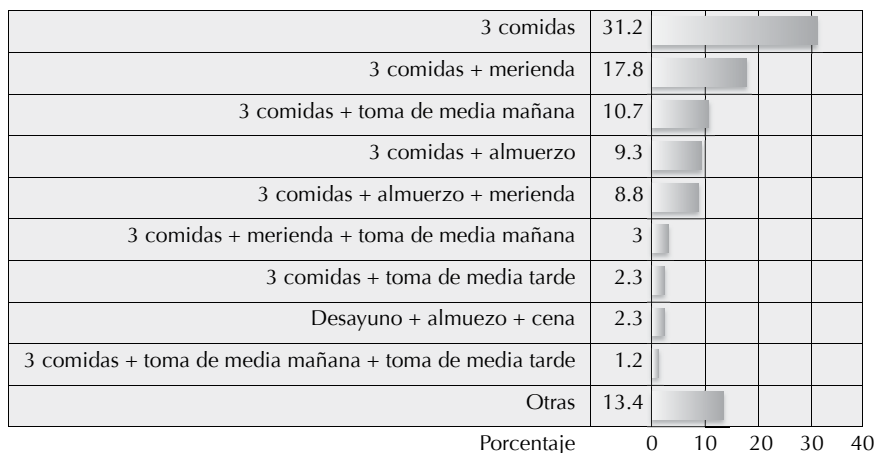 3 comidas 31.2
3 comidas + merienda 17.8
3 comidas + toma de media mañana 10.7
3 comidas + almuerzo 9.3
3 comidas + almuerzo + merienda 8.8
3 comidas + merienda + toma de media mañana 3
3 comidas + toma de media tarde 2.3
Desayuno + almuezo + cena 2.3
3 comidas + toma de media mañana + toma de media tarde 1.2
Otras 13.4
Porcentaje 0 10 20 30 40